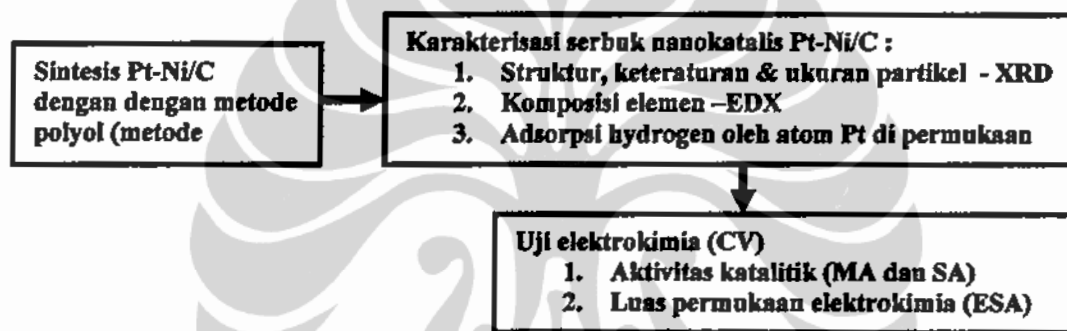 Sintesis Pt-Ni/C
dengan dengan metode
polyol (metode
Karakterisasi serbuk nanokatalis Pt-Ni/C :
1. Struktur, keteraturan & ukuran partikel - XRD
2. Komposisi elemen –EDX
3. Adsorpsi hydrogen oleh atom Pt di permukaan
Uji elektrokimia (CV)
1. Aktivitas katalitik (MA dan SA)
2. Luas permukaan elektrokimia (ESA)